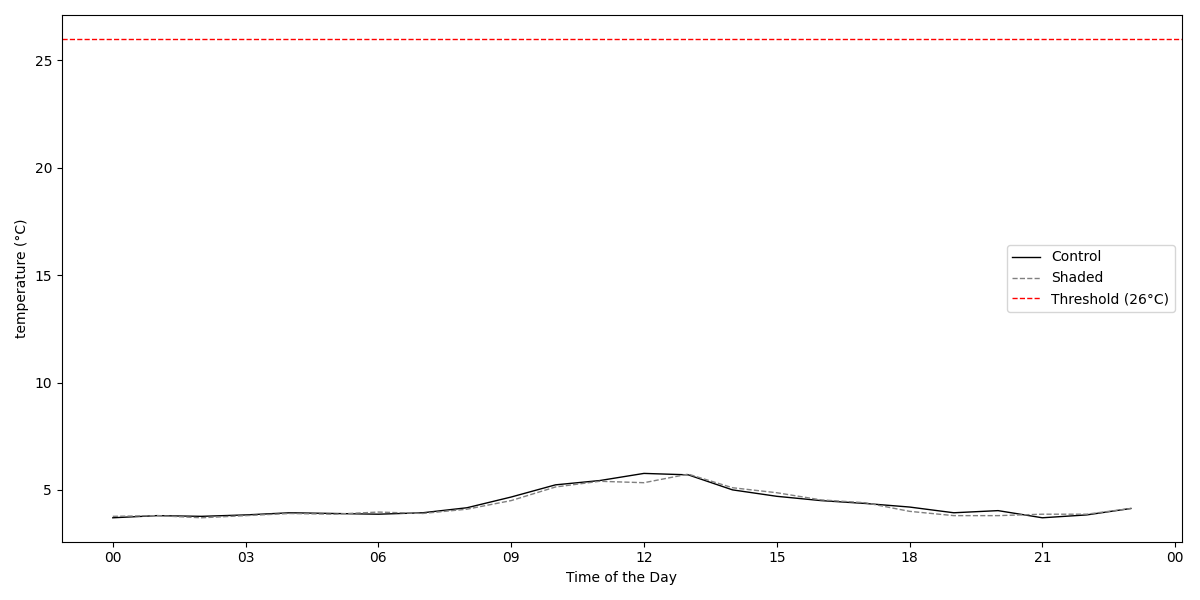 25
20
15
10
5
temperature (°C)
Control
Shaded
Threshold (26°C)
00 03 06 09 12 15 18 21 00
Time of the Day